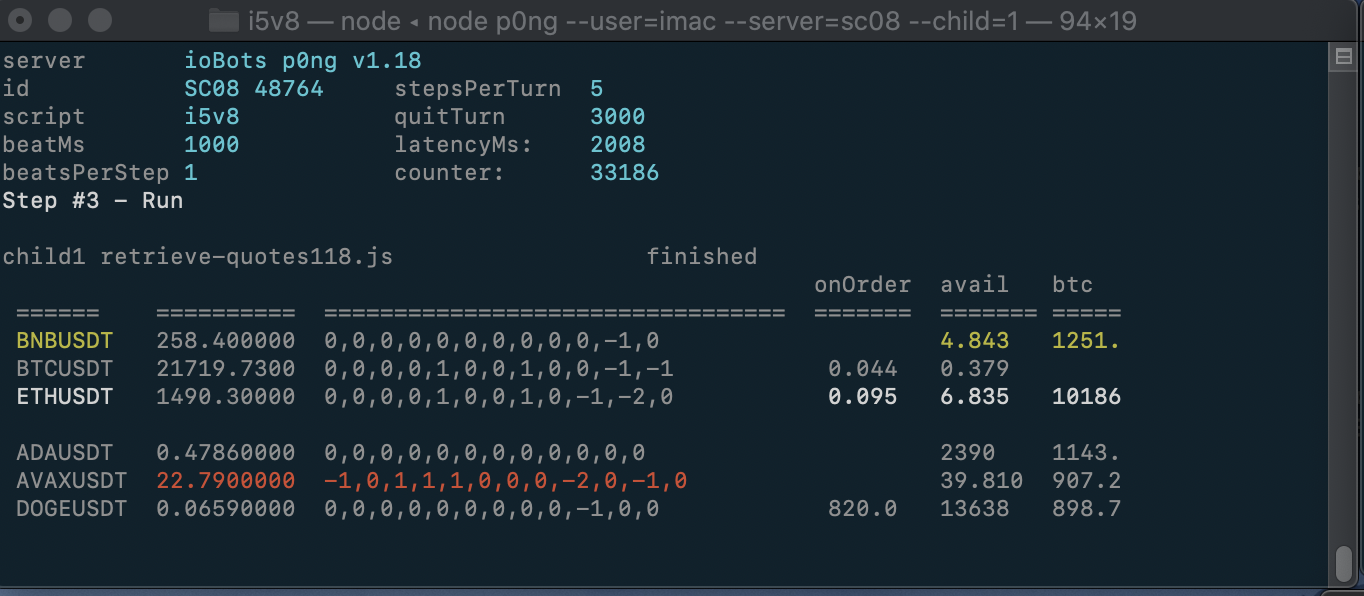 i5v8 — node ◂ node p0ng --user=imac --server=sc08 --child=1 — 94×19
server ioBots p0ng v1.18
id SC08 48764 stepsPerTurn 5
script i5v8 quitTurn 3000
beatMs 1000 latencyMs: 2008
beatsPerStep 1 counter: 33186
Step #3 - Run
child1 retrieve-quotes118.js finished
onOrder avail btc
====== ========== ================================= ======= ======= =====
BNBUSDT 258.400000 0,0,0,0,0,0,0,0,0,0,-1,0 4.843 1251.
BTCUSDT 21719.7300 0,0,0,0,1,0,0,1,0,0,-1,-1 0.044 0.379
ETHUSDT 1490.30000 0,0,0,0,1,0,0,1,0,-1,-2,0 0.095 6.835 10186
ADAUSDT 0.47860000 0,0,0,0,0,0,0,0,0,0,0,0 2390 1143.
AVAXUSDT 22.7900000 -1,0,1,1,1,0,0,0,-2,0,-1,0 39.810 907.2
DOGEUSDT 0.06590000 0,0,0,0,0,0,0,0,0,-1,0,0 820.0 13638 898.7